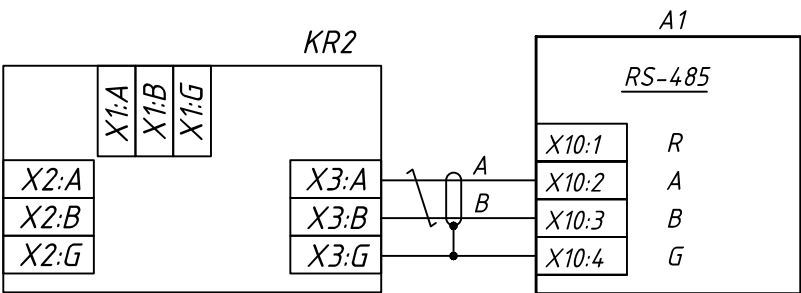 KR2
A1
RS-485
X1:A
X1:B
X1:G
X2:A
X2:B
X2:G
X3:A
X3:B
X3:G
A
B
X10:1 R
X10:2 A
X10:3 B
X10:4 G